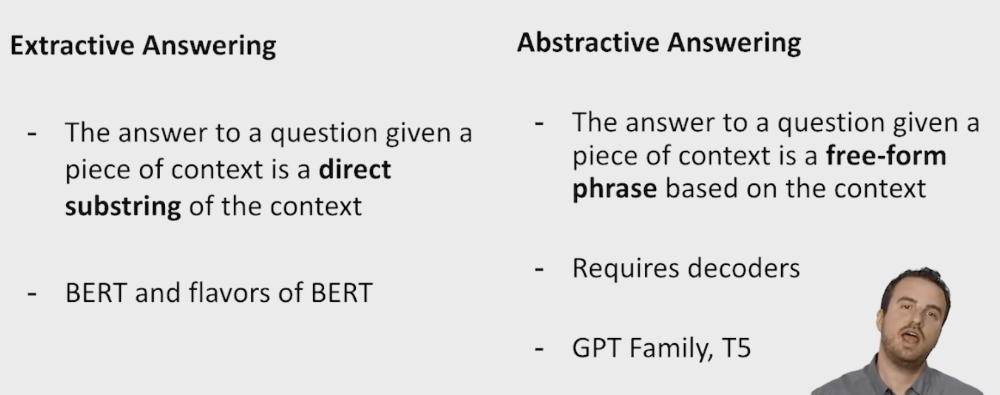 Extractive Answering
- The answer to a question given a
piece of context is a direct
substring of the context
- BERT and flavors of BERT
Abstractive Answering
- The answer to a question given a
piece of context is a free-form
phrase based on the context
- Requires decoders
- GPT Family, T5